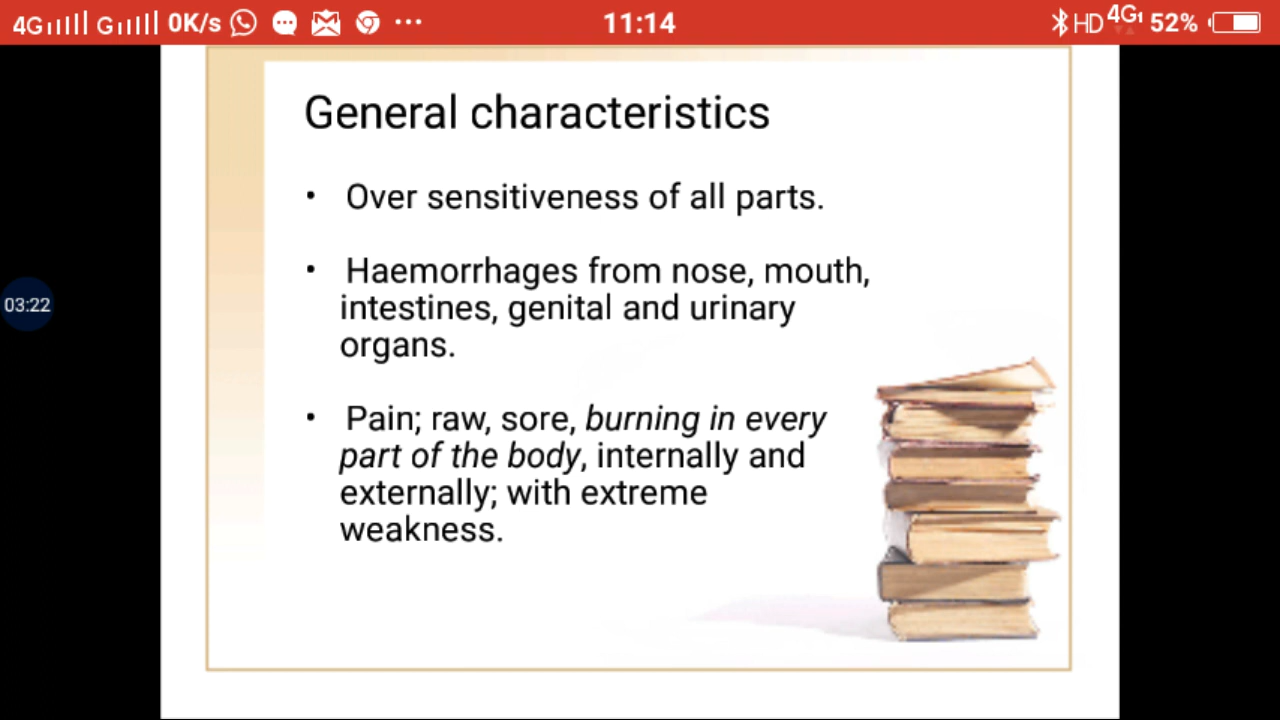 4G G 0K/s 11:14 HD 4G 52%
General characteristics
• Over sensitiveness of all parts.
• Haemorrhages from nose, mouth,
intestines, genital and urinary
organs.
03:22
• Pain; raw, sore, burning in every
part of the body, internally and
externally; with extreme
weakness.